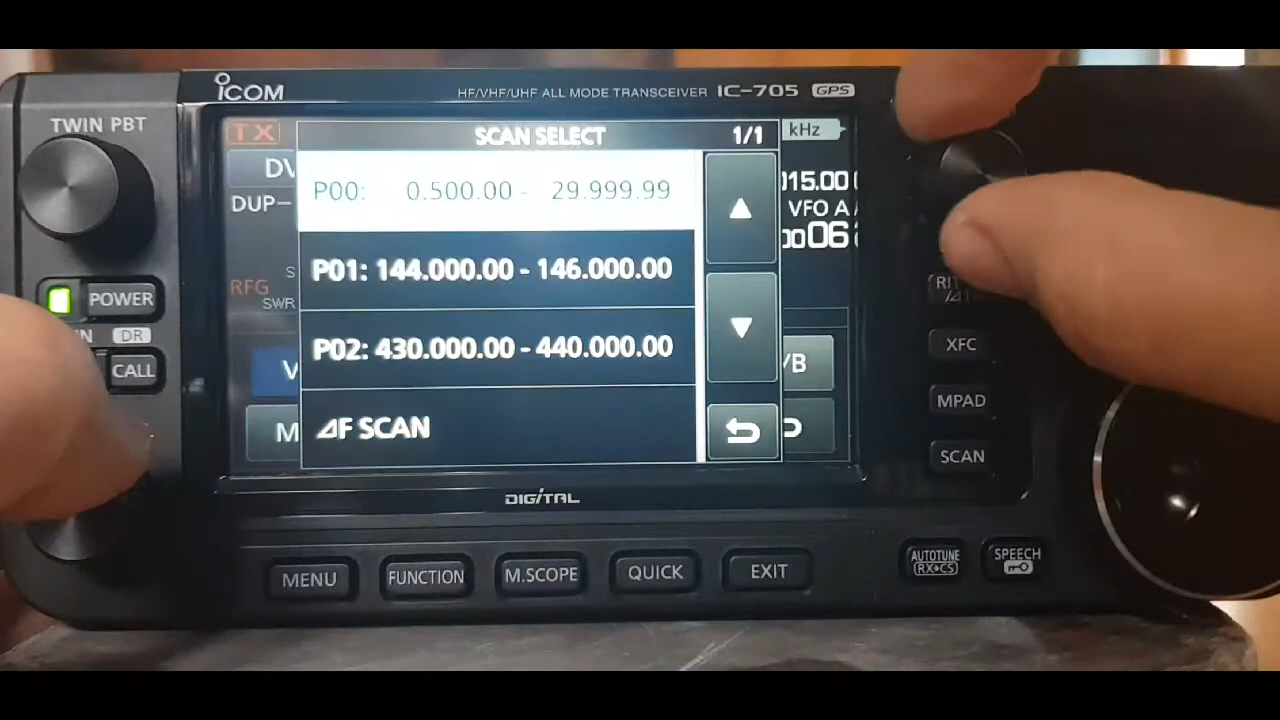 ICOM
HF/VHF/UHF ALL MODE TRANSCEIVER IC-705 GPS
TWIN PBT
TX
SCAN SELECT
1/1
kHz
DV
P00: 0.500.00 - 29.999.99
015.00
DUP-
VFO A
P01: 144.000.00 - 146.000.00
0006
S
RFG
SWR
POWER
DR
CALL
P02: 430.000.00 - 440.000.00
V
/B
XFC
MPAD
⊿F SCAN
M
SCAN
DIGITAL
MENU
FUNCTION
M.SCOPE
QUICK
EXIT
AUTOTUNE
RX➔CS
SPEECH